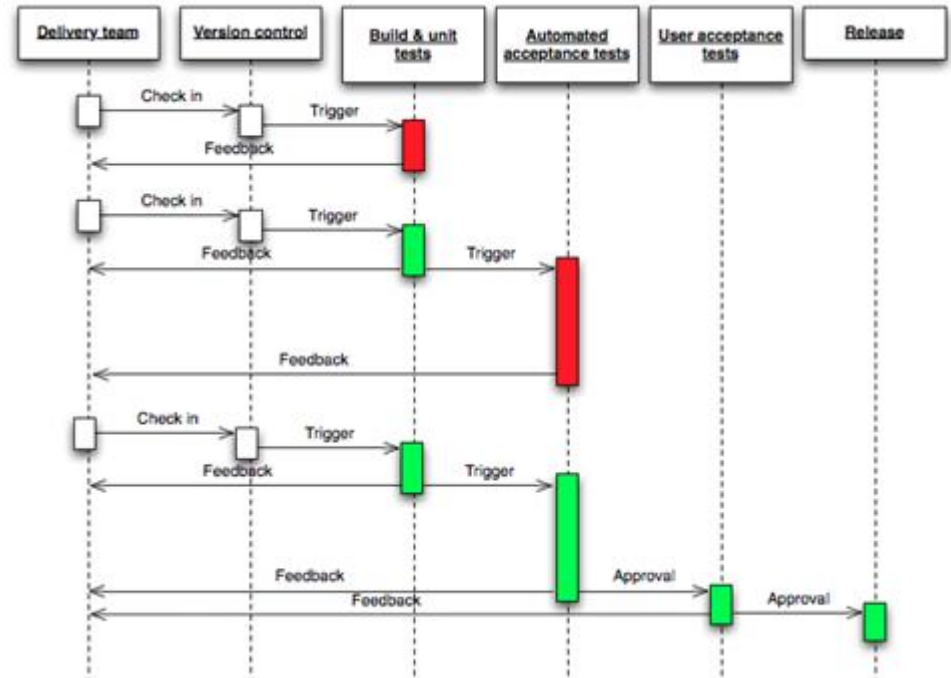 Delivery team
Version control
Build & unit
tests
Automated
acceptance tests
User acceptance
tests
Release
Check in
Trigger
Feedback
Check in
Trigger
Feedback
Trigger
Feedback
Check in
Trigger
Feedback
Trigger
Feedback
Approval
Feedback
Approval